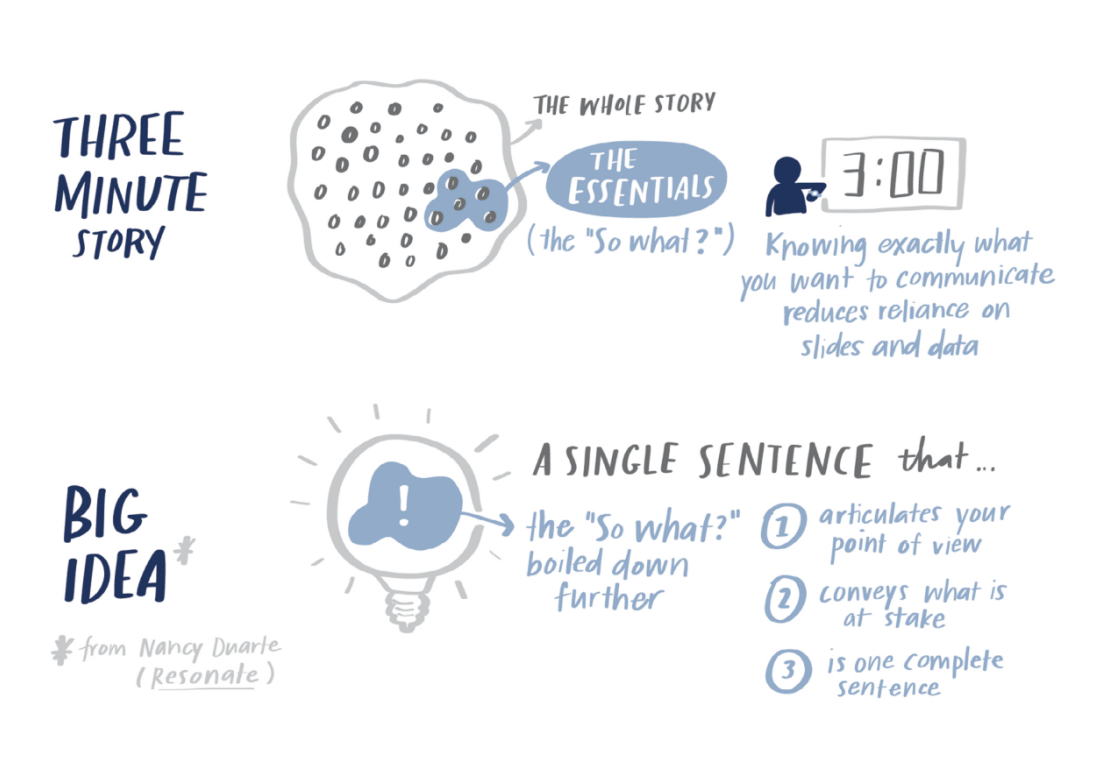 THREE
MINUTE
STORY
THE WHOLE STORY
THE
ESSENTIALS
(the "So what?")
3:00
Knowing exactly what
you want to communicate
reduces reliance on
slides and data
BIG
IDEA*
* from Nancy Duarte
(Resonate)
!
A SINGLE SENTENCE that...
the "So what?"
boiled down
further
1 articulates your
point of view
2 conveys what is
at stake
3 is one complete
sentence